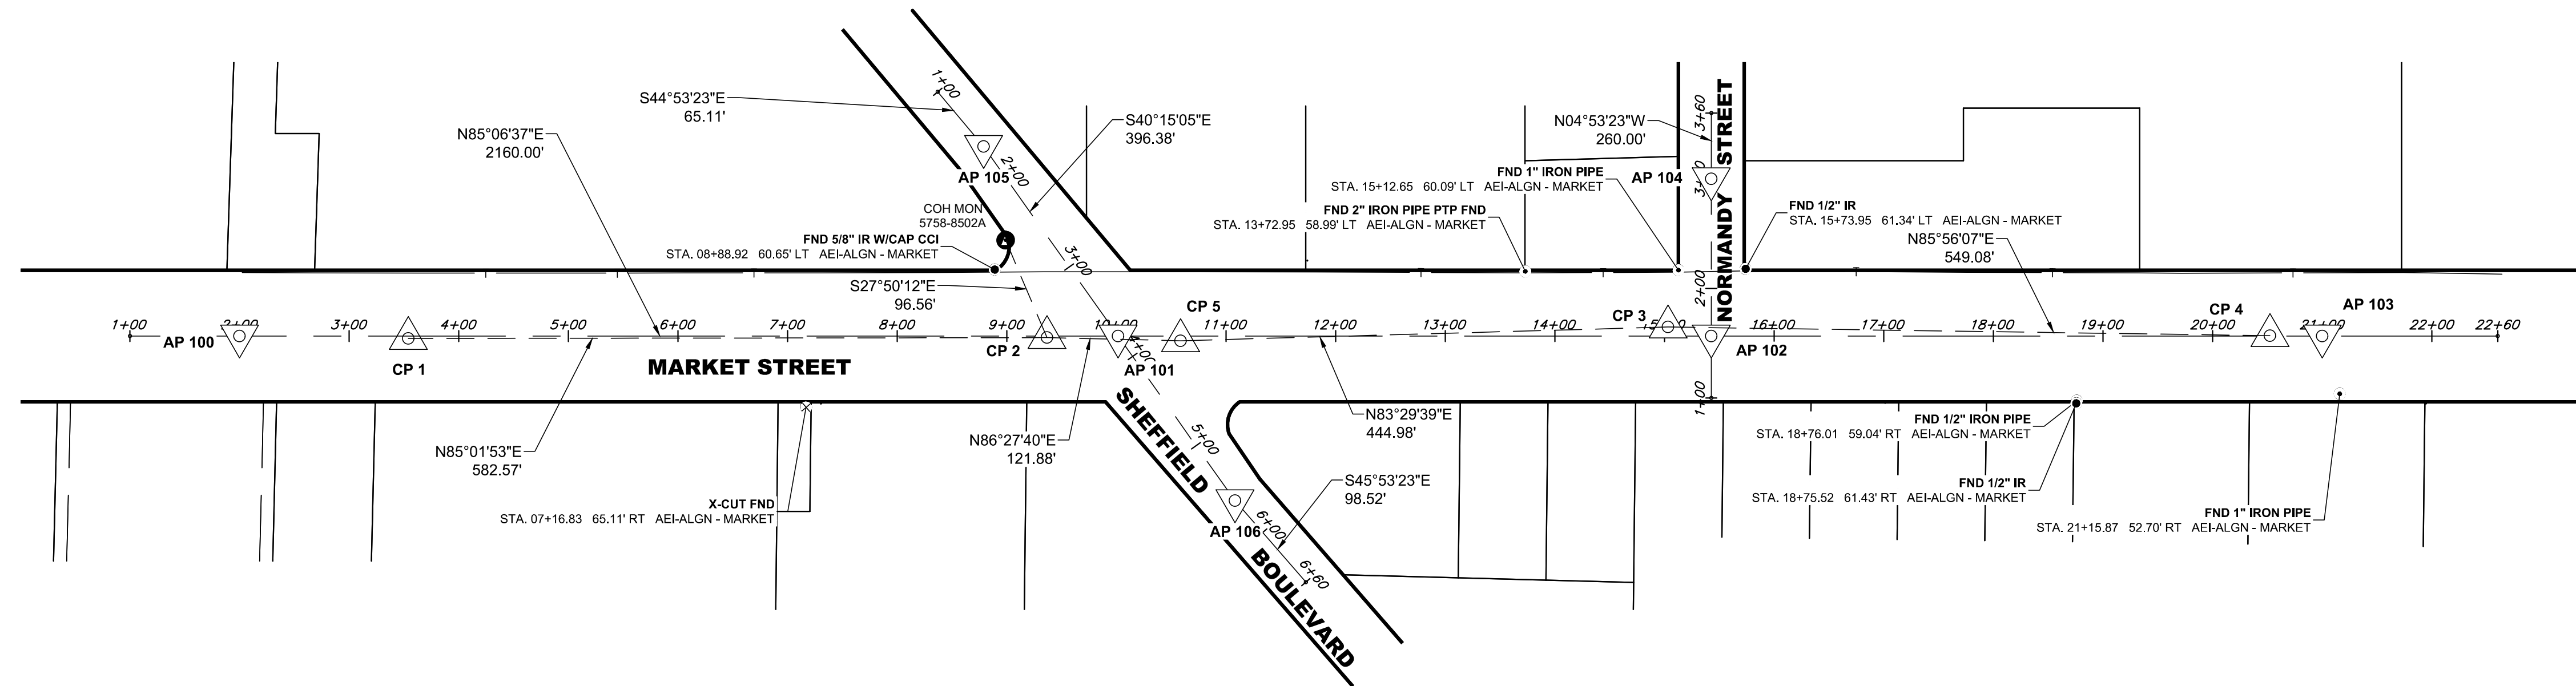 S44°53'23"E
65.11'
N85°06'37"E
2160.00'
1+00
AP 105
2+00
S40°15'05"E
396.38'
COH MON
5758-8502A
FND 5/8" IR W/CAP CCI
STA. 08+88.92 60.65' LT AEI-ALGN - MARKET
3+00
S27°50'12"E
96.56'
FND 1" IRON PIPE
STA. 15+12.65 60.09' LT AEI-ALGN - MARKET
FND 2" IRON PIPE PTP FND
STA. 13+72.95 58.99' LT AEI-ALGN - MARKET
N04°53'23"W
260.00'
AP 104
3+60
2+00
1+00
NORMANDY STREET
FND 1/2" IR
STA. 15+73.95 61.34' LT AEI-ALGN - MARKET
N85°56'07"E
549.08'
CP 5
CP 3
CP 4
AP 103
1+00
2+00
3+00
4+00
5+00
6+00
7+00
8+00
9+00
10+00
11+00
12+00
13+00
14+00
15+00
16+00
17+00
18+00
19+00
20+00
21+00
22+00
22+60
AP 100
CP 1
CP 2
AP 101
AP 102
4+00
MARKET STREET
N85°01'53"E
582.57'
N86°27'40"E
121.88'
N83°29'39"E
444.98'
SHEFFIELD BOULEVARD
5+00
S45°53'23"E
98.52'
AP 106
6+00
6+60
X-CUT FND
STA. 07+16.83 65.11' RT AEI-ALGN - MARKET
FND 1/2" IRON PIPE
STA. 18+76.01 59.04' RT AEI-ALGN - MARKET
FND 1/2" IR
STA. 18+75.52 61.43' RT AEI-ALGN - MARKET
FND 1" IRON PIPE
STA. 21+15.87 52.70' RT AEI-ALGN - MARKET